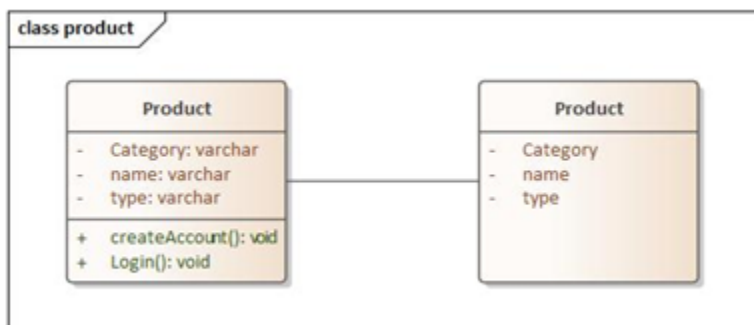 class product
Product
- Category: varchar
- name: varchar
- type: varchar
+ createAccount(): void
+ Login(): void
Product
- Category
- name
- type